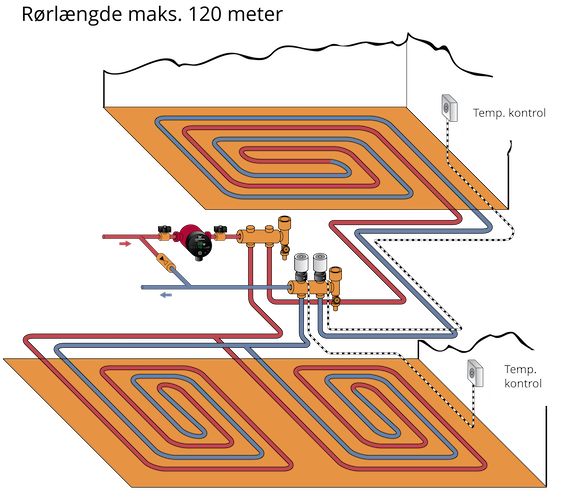 Rørlængde maks. 120 meter
Temp. kontrol
Temp.
kontrol